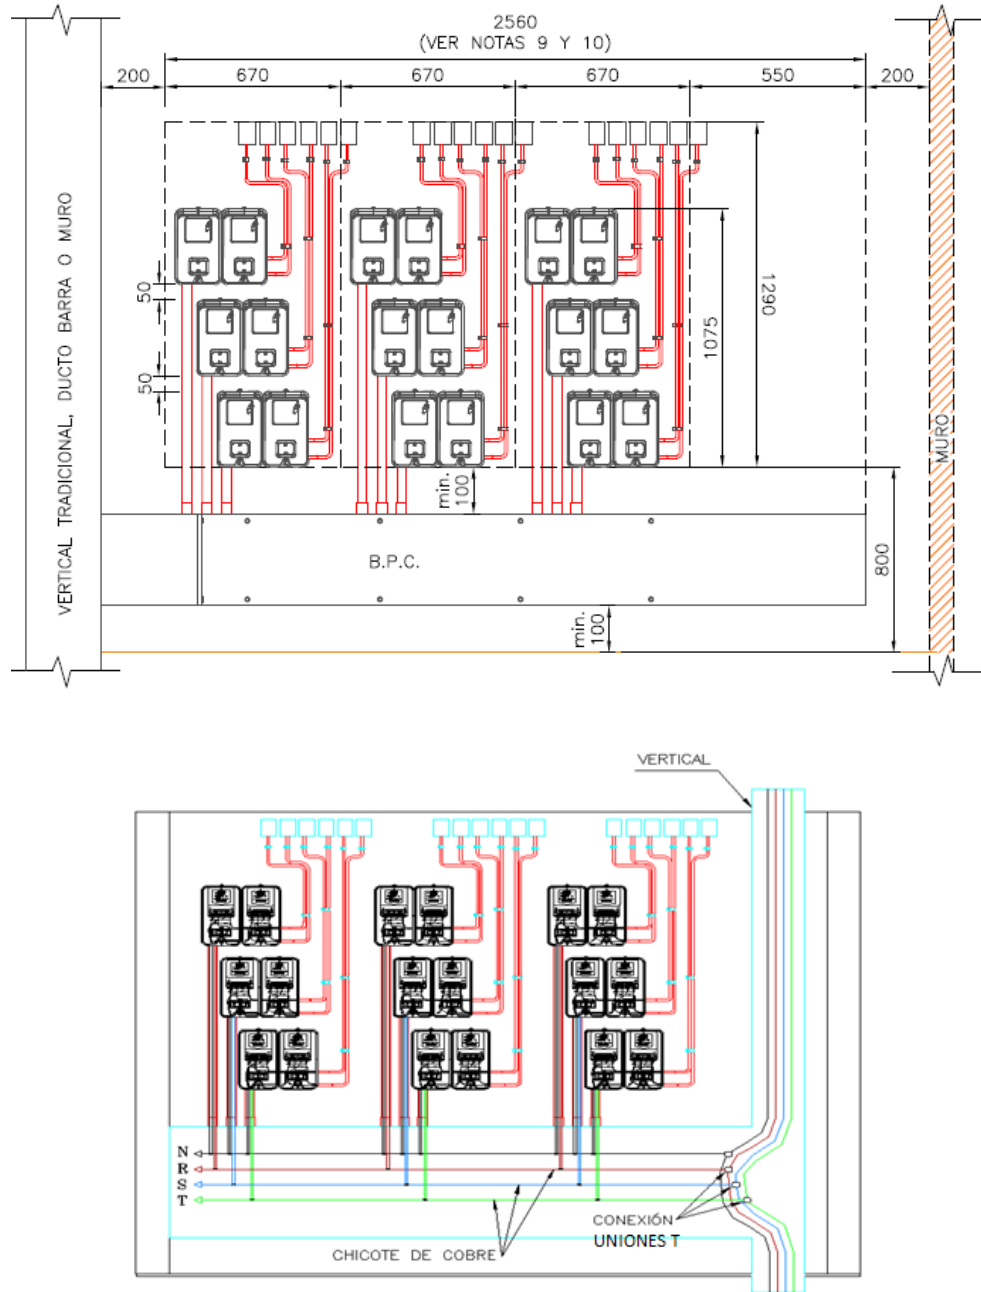 2560
(VER NOTAS 9 Y 10)
200
670
670
670
550
200
VERTICAL TRADICIONAL, DUCTO BARRA O MURO
50
50
1075
1290
MURO
min.
100
B.P.C.
800
min.
100
VERTICAL
N
R
S
T
CONEXIÓN
UNIONES T
CHICOTE DE COBRE